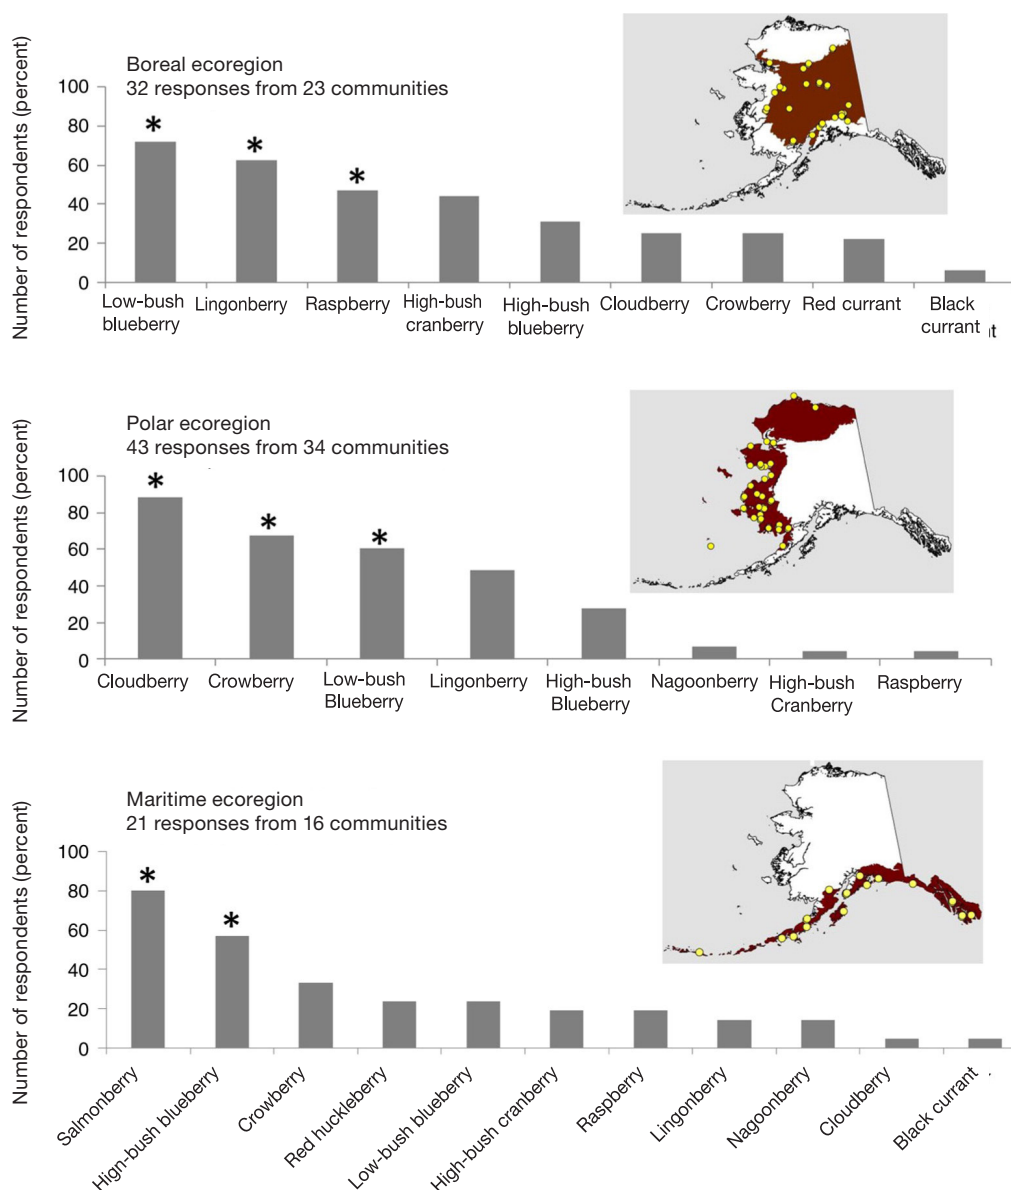 Number of respondents (percent)
Boreal ecoregion
32 responses from 23 communities
100
80
60
40
20
0
*
*
*
Low-bush
blueberry
Lingonberry
Raspberry
High-bush
cranberry
High-bush
blueberry
Cloudberry
Crowberry
Red currant
Black
currant
Number of respondents (percent)
Polar ecoregion
43 responses from 34 communities
100
80
60
40
20
0
*
*
*
Cloudberry
Crowberry
Low-bush
Blueberry
Lingonberry
High-bush
Blueberry
Nagoonberry
High-bush
Cranberry
Raspberry
Number of respondents (percent)
Maritime ecoregion
21 responses from 16 communities
100
80
60
40
20
0
*
*
Salmonberry
Hign-bush blueberry
Crowberry
Red huckleberry
Low-bush blueberry
High-bush cranberry
Raspberry
Lingonberry
Nagoonberry
Cloudberry
Black currant